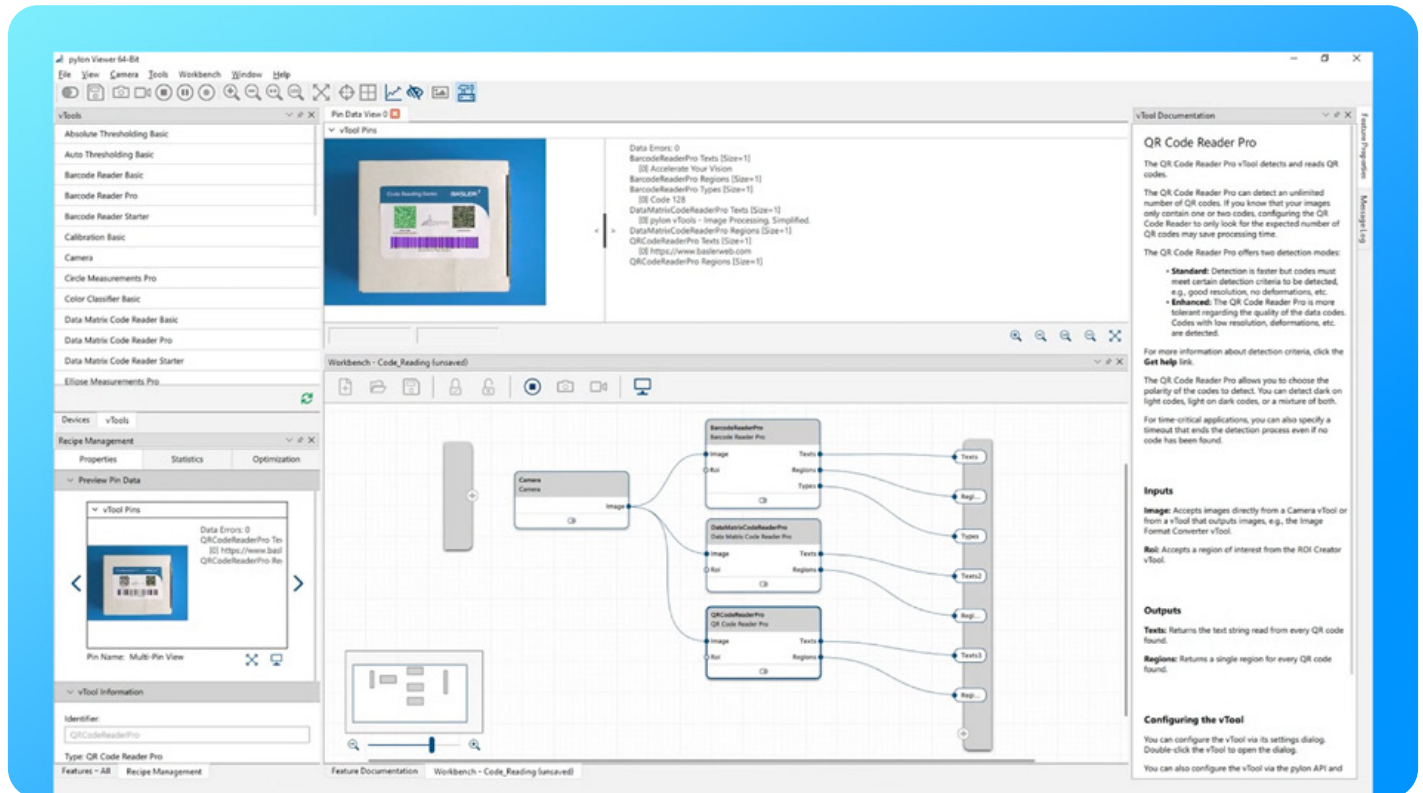 pylon Viewer 64-Bit
File View Camera Tools Workbench Window Help
vTools
Absolute Thresholding Basic
Auto Thresholding Basic
Barcode Reader Basic
Barcode Reader Pro
Barcode Reader Starter
Calibration Basic
Camera
Circle Measurements Pro
Color Classifier Basic
Data Matrix Code Reader Basic
Data Matrix Code Reader Pro
Data Matrix Code Reader Starter
Ellipse Measurements Pro
Devices vTools
Recipe Management
Properties Statistics Optimization
Preview Pin Data
vTool Pins
Data Errors: 0
QRCodeReaderPro Te
[0] https://www.basl
QRCodeReaderPro Re
Pin Name: Multi-Pin View
vTool Information
Identifier:
QRCodeReaderPro
Type: QR Code Reader Pro
Features - All Recipe Management
Pin Data View 0
vTool Pins
Code Reading Starter BASLER
Data Errors: 0
BarcodeReaderPro Texts [Size=1]
[0] Accelerate Your Vision
BarcodeReaderPro Regions [Size=1]
BarcodeReaderPro Types [Size=1]
[0] Code 128
DataMatrixCodeReaderPro Texts [Size=1]
[0] pylon vTools - Image Processing, Simplified.
DataMatrixCodeReaderPro Regions [Size=1]
QRCodeReaderPro Texts [Size=1]
[0] https://www.baslerweb.com
QRCodeReaderPro Regions [Size=1]
Workbench - Code_Reading (unsaved)
Camera
Camera
Image
BarcodeReaderPro
Barcode Reader Pro
Image Texts
Roi Regions
Types
DataMatrixCodeReaderPro
Data Matrix Code Reader Pro
Image Texts
Roi Regions
QRCodeReaderPro
QR Code Reader Pro
Image Texts
Roi Regions
Texts
Regi...
Types
Texts2
Regi...
Texts3
Regi...
Feature Documentation Workbench - Code_Reading (unsaved)
vTool Documentation
QR Code Reader Pro
The QR Code Reader Pro vTool detects and reads QR
codes.
The QR Code Reader Pro can detect an unlimited
number of QR codes. If you know that your images
only contain one or two codes, configuring the QR
Code Reader to only look for the expected number of
QR codes may save processing time.
The QR Code Reader Pro offers two detection modes:
• Standard: Detection is faster but codes must
meet certain detection criteria to be detected,
e.g., good resolution, no deformations, etc.
• Enhanced: The QR Code Reader Pro is more
tolerant regarding the quality of the data codes.
Codes with low resolution, deformations, etc.
are detected.
For more information about detection criteria, click the
Get help link.
The QR Code Reader Pro allows you to choose the
polarity of the codes to detect. You can detect dark on
light codes, light on dark codes, or a mixture of both.
For time-critical applications, you can also specify a
timeout that ends the detection process even if no
code has been found.
Inputs
Image: Accepts images directly from a Camera vTool or
from a vTool that outputs images, e.g., the Image
Format Converter vTool.
Roi: Accepts a region of interest from the ROI Creator
vTool.
Outputs
Texts: Returns the text string read from every QR code
found.
Regions: Returns a single region for every QR code
found.
Configuring the vTool
You can configure the vTool via its settings dialog.
Double-click the vTool to open the dialog.
You can also configure the vTool via the pylon API and
Feature Properties
Message Log